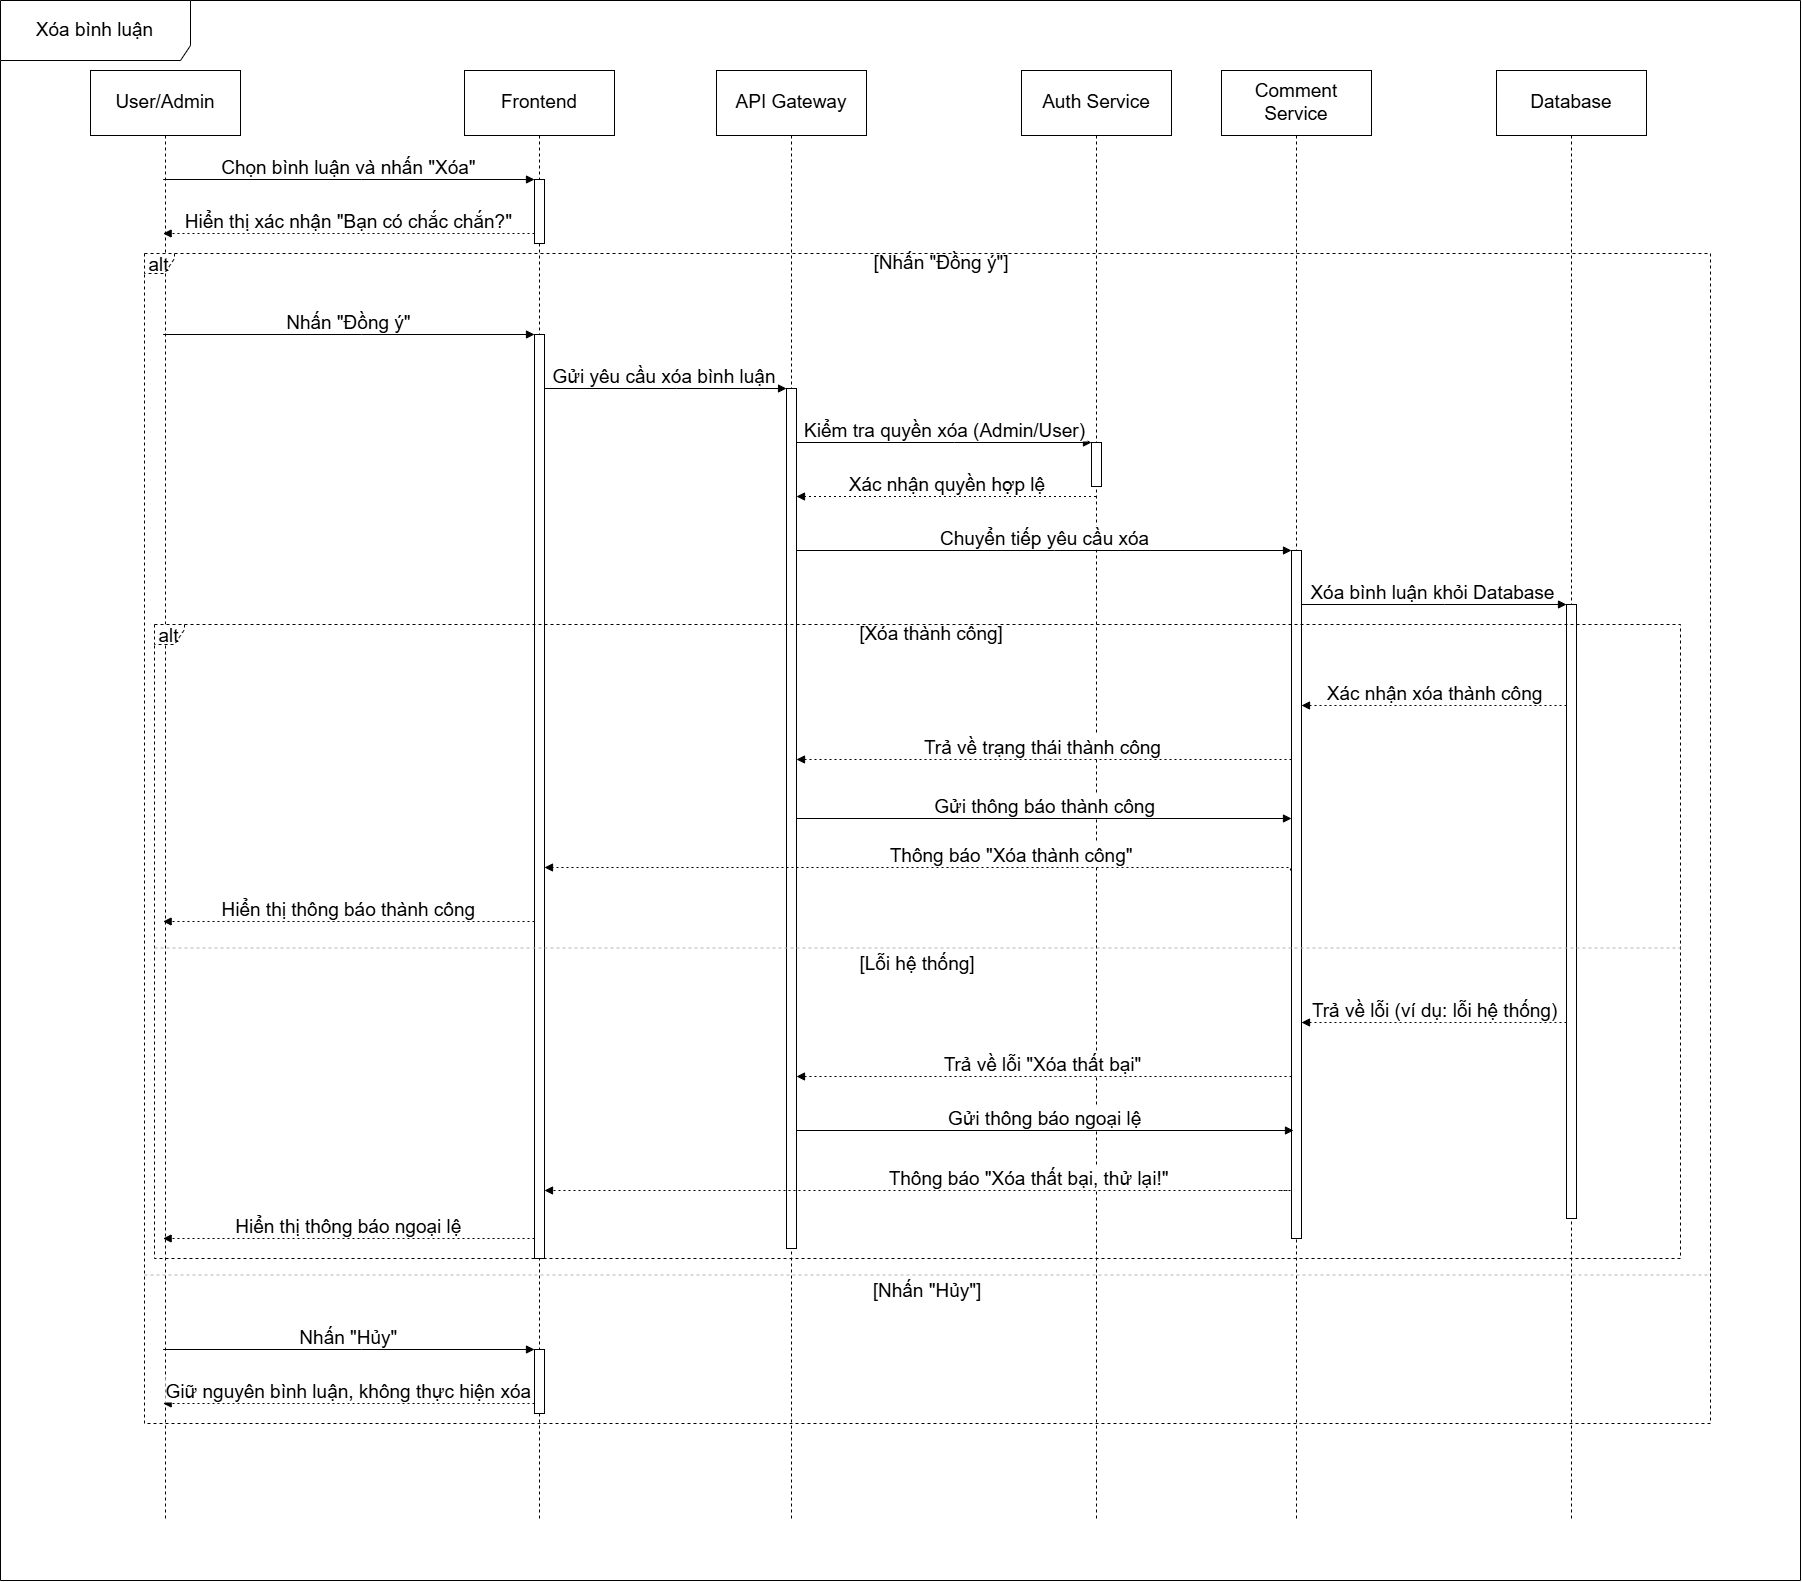 Xóa bình luận
User/Admin
Frontend
API Gateway
Auth Service
Comment
Service
Database
Chọn bình luận và nhấn "Xóa"
Hiển thị xác nhận "Bạn có chắc chắn?"
alt
[Nhấn "Đồng ý"]
Nhấn "Đồng ý"
Gửi yêu cầu xóa bình luận
Kiểm tra quyền xóa (Admin/User)
Xác nhận quyền hợp lệ
Chuyển tiếp yêu cầu xóa
Xóa bình luận khỏi Database
alt
[Xóa thành công]
Xác nhận xóa thành công
Trả về trạng thái thành công
Gửi thông báo thành công
Thông báo "Xóa thành công"
Hiển thị thông báo thành công
[Lỗi hệ thống]
Trả về lỗi (ví dụ: lỗi hệ thống)
Trả về lỗi "Xóa thất bại"
Gửi thông báo ngoại lệ
Thông báo "Xóa thất bại, thử lại!"
Hiển thị thông báo ngoại lệ
[Nhấn "Hủy"]
Nhấn "Hủy"
Giữ nguyên bình luận, không thực hiện xóa